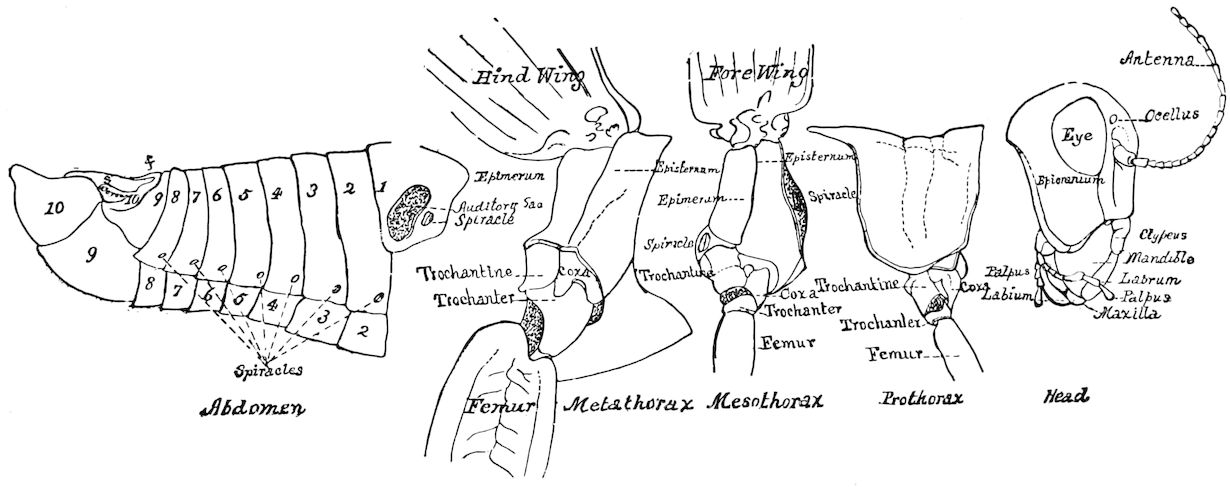 Hind Wing
Fore Wing
Antenna
Ocellus
Eye
Epicranium
Clypeus
Mandible
Labrum
Palpus
Maxilla
Palpus
Labium
Epimerum
Auditory Sac
Spiracle
Episternum
Episternum
Epimerum
Spiracle
Spiracle
Trochantine
Coxa
Trochanter
Trochantine
Coxa
Trochanter
Femur
Trochantine
Coxa
Trochanter
Femur
10
9
f
s
10
9
8
7
6
5
4
3
2
1
8
7
6
5
4
3
2
Spiracles
Abdomen
Femur
Metathorax
Mesothorax
Prothorax
Head